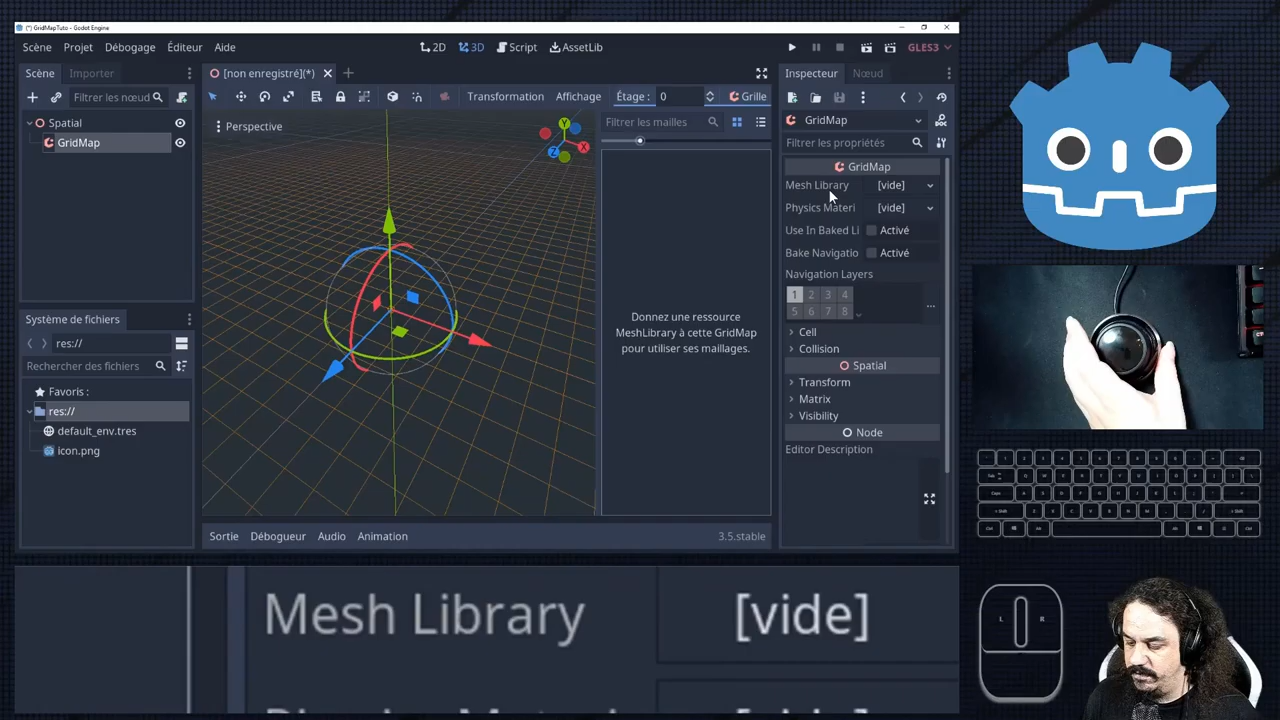 (*) GridMapTuto - Godot Engine
Scène Projet Débogage Éditeur Aide
2D 3D Script AssetLib
GLES3
Scène Importer
[non enregistré](*)
Inspecteur Nœud
Filtrer les nœud
Transformation Affichage Étage : 0 Grille
Spatial
GridMap
Perspective
Y
X
Z
Filtrer les mailles
Donnez une ressource
MeshLibrary à cette GridMap
pour utiliser ses maillages.
GridMap
Filtrer les propriétés
GridMap
Mesh Library [vide]
Physics Materi [vide]
Use In Baked Li Activé
Bake Navigatio Activé
Navigation Layers
1 2 3 4
5 6 7 8
Cell
Collision
Spatial
Transform
Matrix
Visibility
Node
Editor Description
Système de fichiers
res://
Rechercher des fichiers
Favoris :
res://
default_env.tres
icon.png
Sortie Débogueur Audio Animation 3.5.stable
Mesh Library [vide]
L R